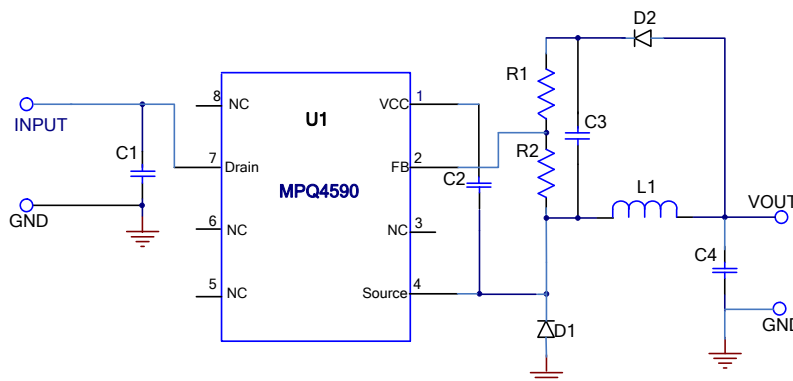 D2
R1
8
NC
U1
VCC
1
INPUT
C1
C3
R2
7
Drain
FB
2
C2
MPQ4590
L1
VOUT
GND
6
NC
NC
3
C4
5
NC
Source
4
D1
GND